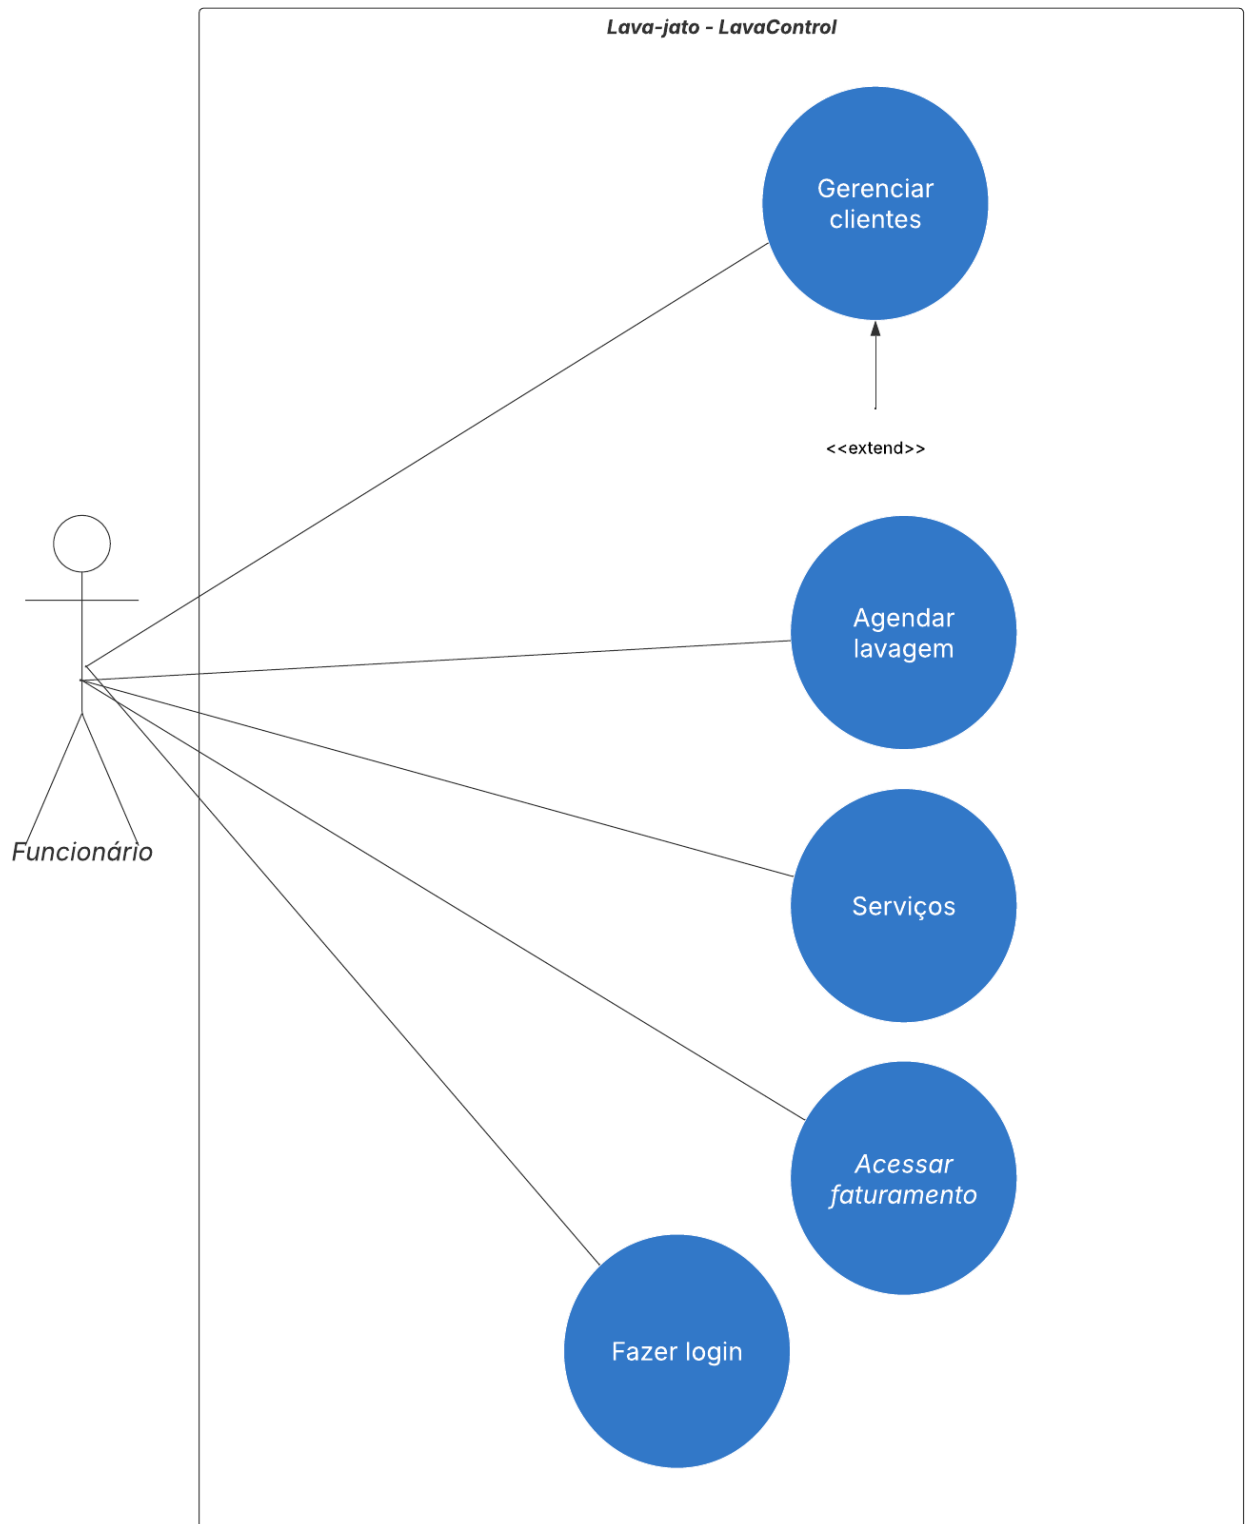 Lava-jato - LavaControl
Gerenciar
clientes
<<extend>>
Agendar
lavagem
Funcionário
Serviços
Acessar
faturamento
Fazer login